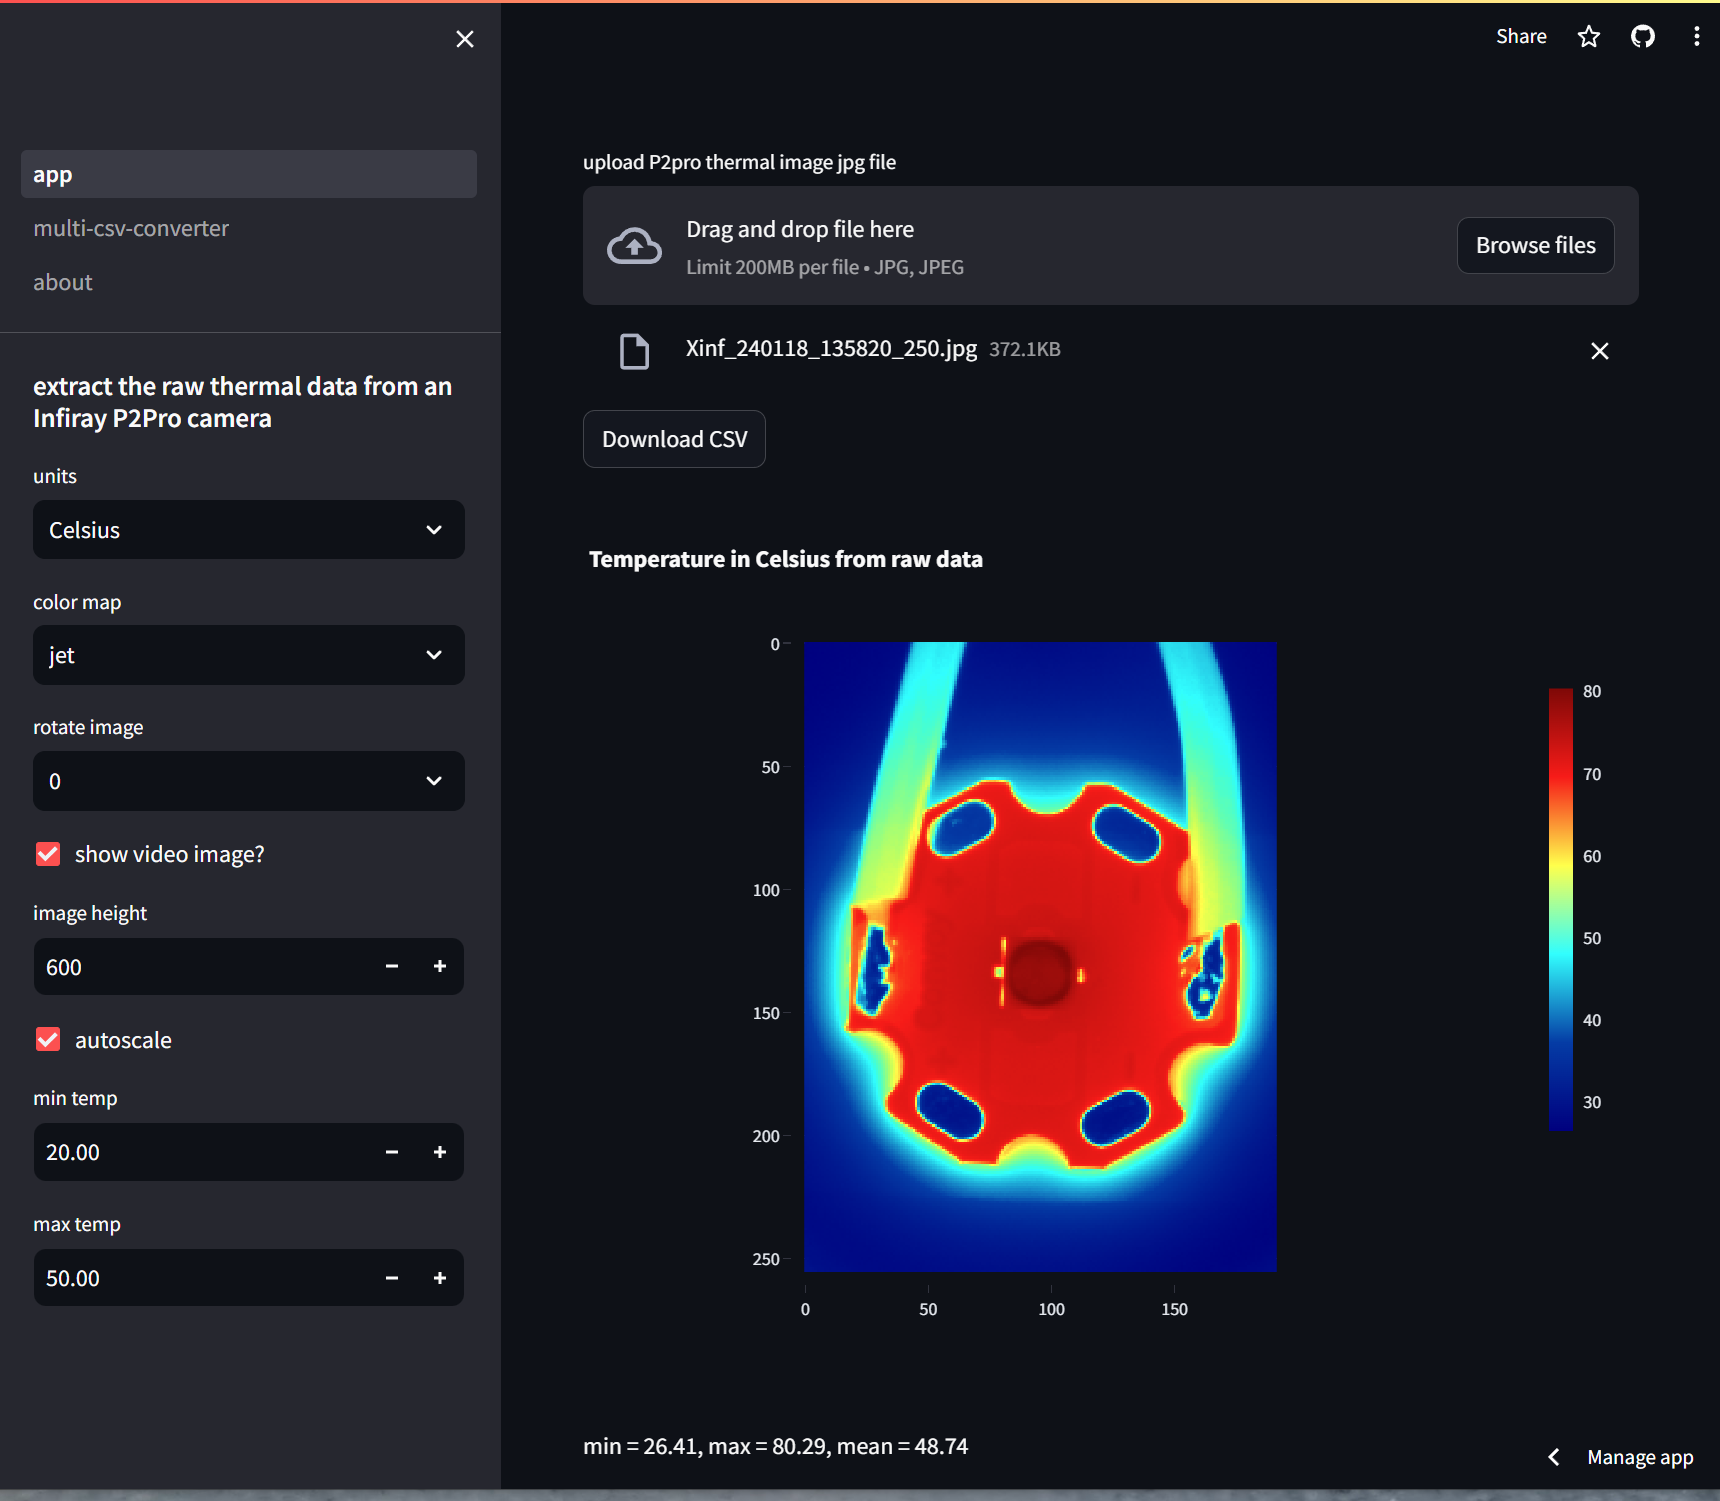 Share
app
multi-csv-converter
about
extract the raw thermal data from an
Infiray P2Pro camera
units
Celsius
color map
jet
rotate image
0
show video image?
image height
600
autoscale
min temp
20.00
max temp
50.00
upload P2pro thermal image jpg file
Drag and drop file here
Limit 200MB per file • JPG, JPEG
Browse files
Xinf_240118_135820_250.jpg 372.1KB
Download CSV
Temperature in Celsius from raw data
0
50
100
150
200
250
0 50 100 150
80
70
60
50
40
30
min = 26.41, max = 80.29, mean = 48.74
Manage app